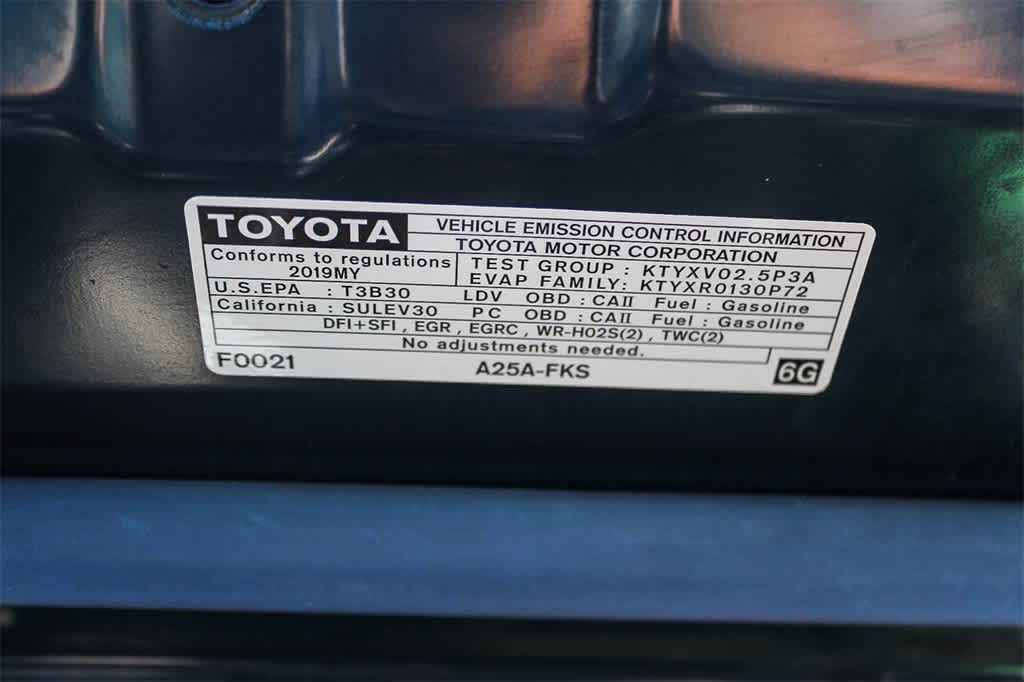 TOYOTA
VEHICLE EMISSION CONTROL INFORMATION
TOYOTA MOTOR CORPORATION
Conforms to regulations
2019MY
TEST GROUP : KTYXV02.5P3A
EVAP FAMILY: KTYXR0130P72
U.S.EPA : T3B30 LDV OBD : CAII Fuel : Gasoline
California : SULEV30 PC OBD : CAII Fuel : Gasoline
DFI+SFI , EGR , EGRC , WR-HO2S(2) , TWC(2)
No adjustments needed.
F0021 A25A-FKS 6G